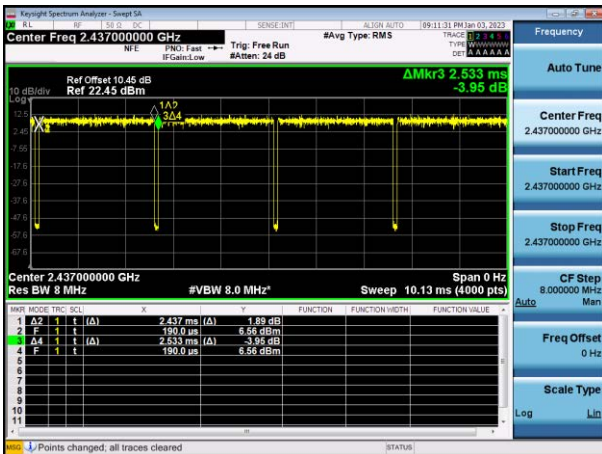 Keysight Spectrum Analyzer - Swept SA
RL RF 50 Ω DC SENSE:INT ALIGN AUTO 09:11:31 PM Jan 03, 2023
Center Freq 2.437000000 GHz
NFE PNO: Fast Trig: Free Run
IFGain:Low #Atten: 24 dB
#Avg Type: RMS
TRACE 1 2 3 4 5 6
TYPE WWWWWW
DET A A A A A A
Ref Offset 10.45 dB
10 dB/div Ref 22.45 dBm
ΔMkr3 2.533 ms
-3.95 dB
Log
1Δ2
3Δ4
12.5
2.45
-7.55
-17.6
-27.6
-37.6
-47.6
-57.6
-67.6
Center 2.437000000 GHz Span 0 Hz
Res BW 8 MHz #VBW 8.0 MHz* Sweep 10.13 ms (4000 pts)
MKR MODE TRC SCL X Y FUNCTION FUNCTION WIDTH FUNCTION VALUE
1 Δ2 1 t (Δ) 2.437 ms (Δ) 1.89 dB
2 F 1 t 190.0 µs 6.56 dBm
3 Δ4 1 t (Δ) 2.533 ms (Δ) -3.95 dB
4 F 1 t 190.0 µs 6.56 dBm
5
6
7
8
9
10
11
MSG Points changed; all traces cleared STATUS
Frequency
Auto Tune
Center Freq
2.437000000 GHz
Start Freq
2.437000000 GHz
Stop Freq
2.437000000 GHz
CF Step
8.000000 MHz
Auto Man
Freq Offset
0 Hz
Scale Type
Log Lin